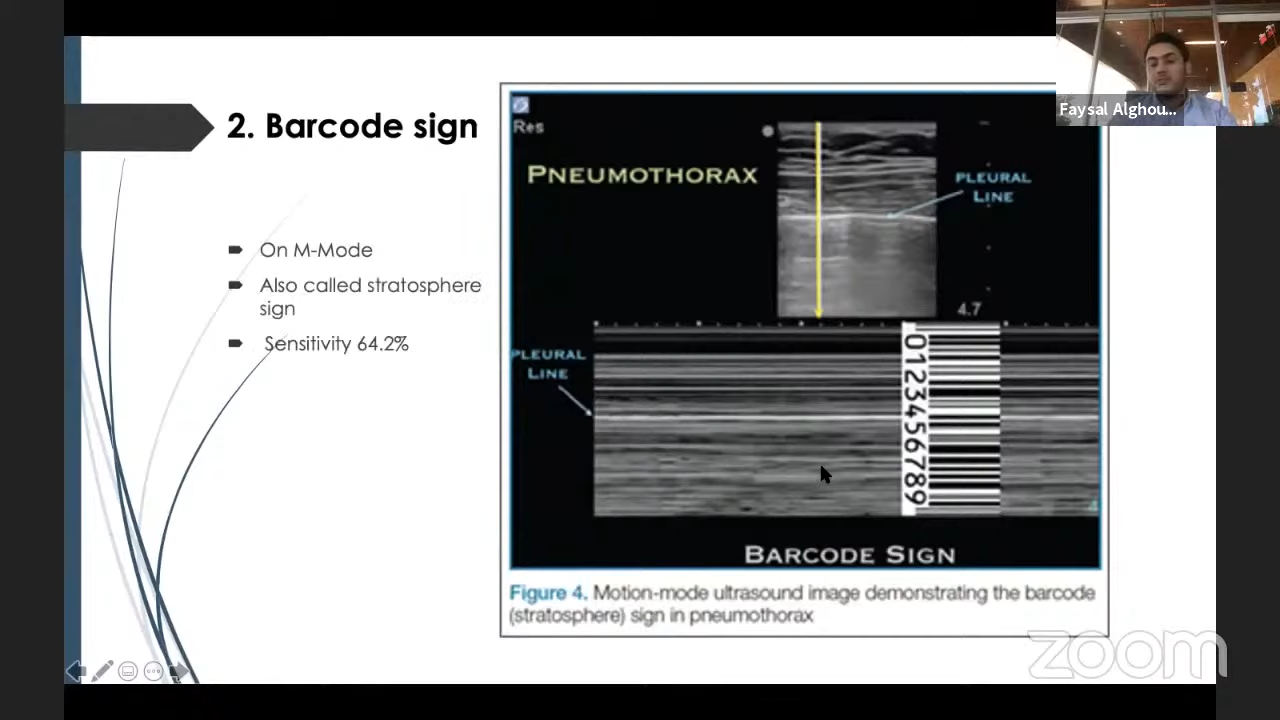 Faysal Alghou...
2. Barcode sign
On M-Mode
Also called stratosphere
sign
Sensitivity 64.2%
Res
PNEUMOTHORAX
PLEURAL
LINE
4.7
PLEURAL
LINE
0123456789
BARCODE SIGN
Figure 4. Motion-mode ultrasound image demonstrating the barcode
(stratosphere) sign in pneumothorax
zoom